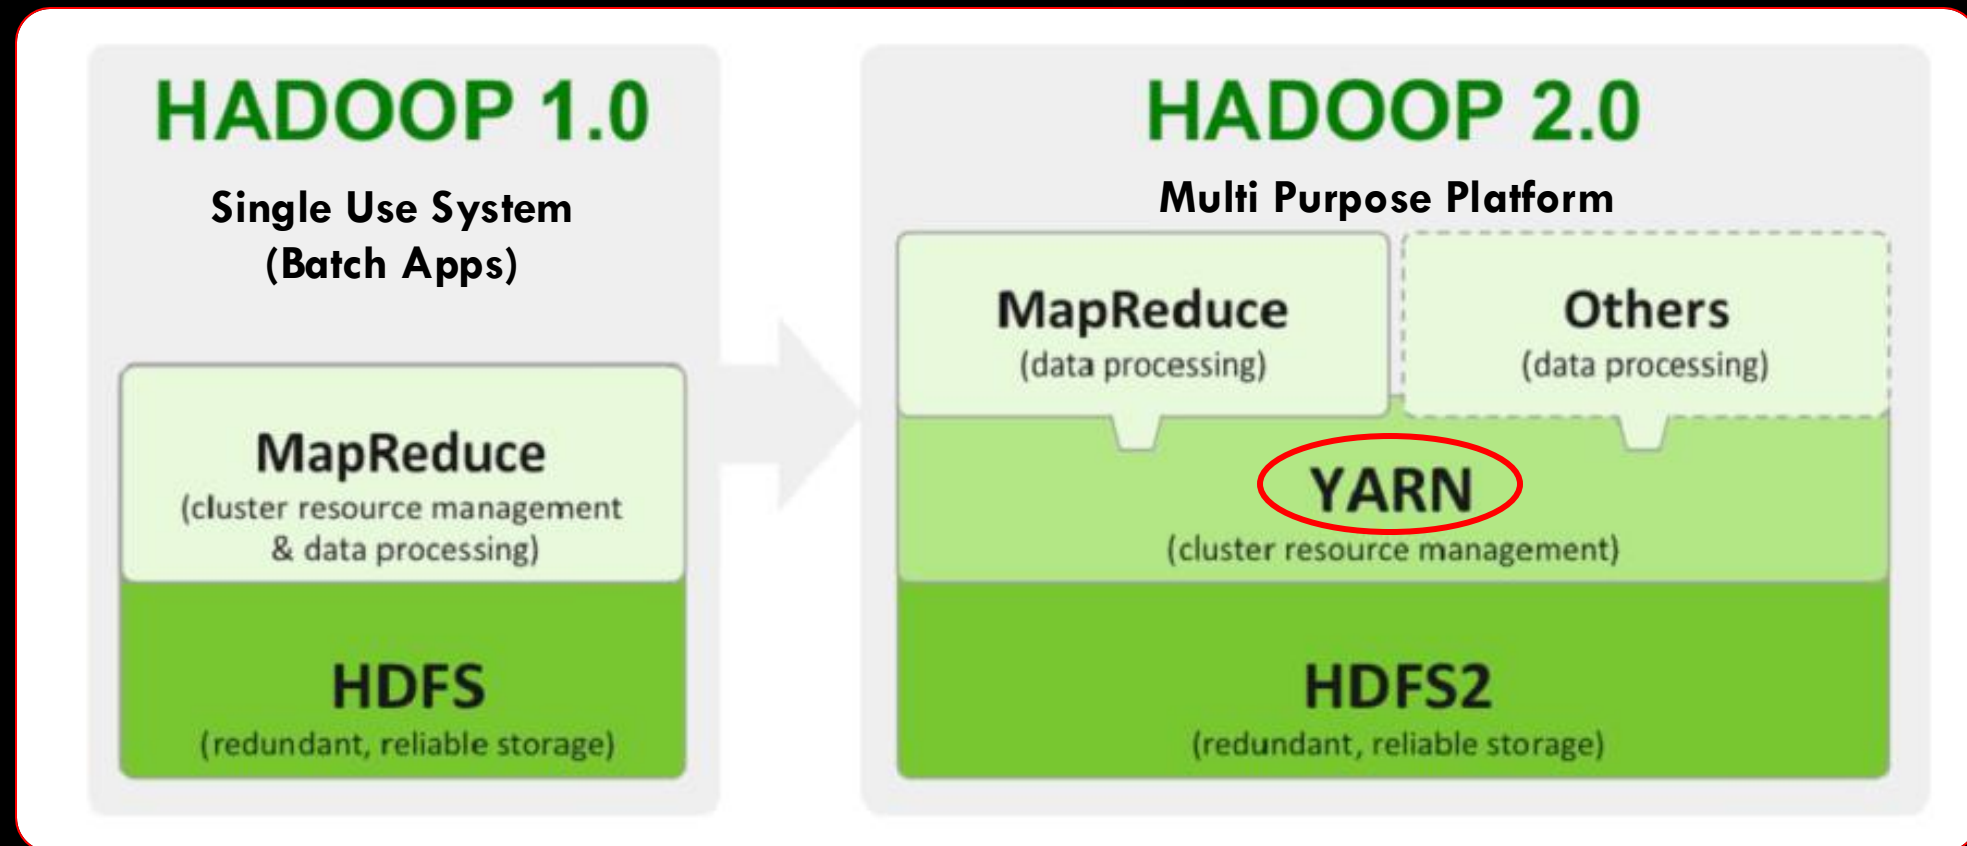 HADOOP 1.0
Single Use System
(Batch Apps)
MapReduce
(cluster resource management
& data processing)
HDFS
(redundant, reliable storage)
HADOOP 2.0
Multi Purpose Platform
MapReduce
(data processing)
Others
(data processing)
YARN
(cluster resource management)
HDFS2
(redundant, reliable storage)